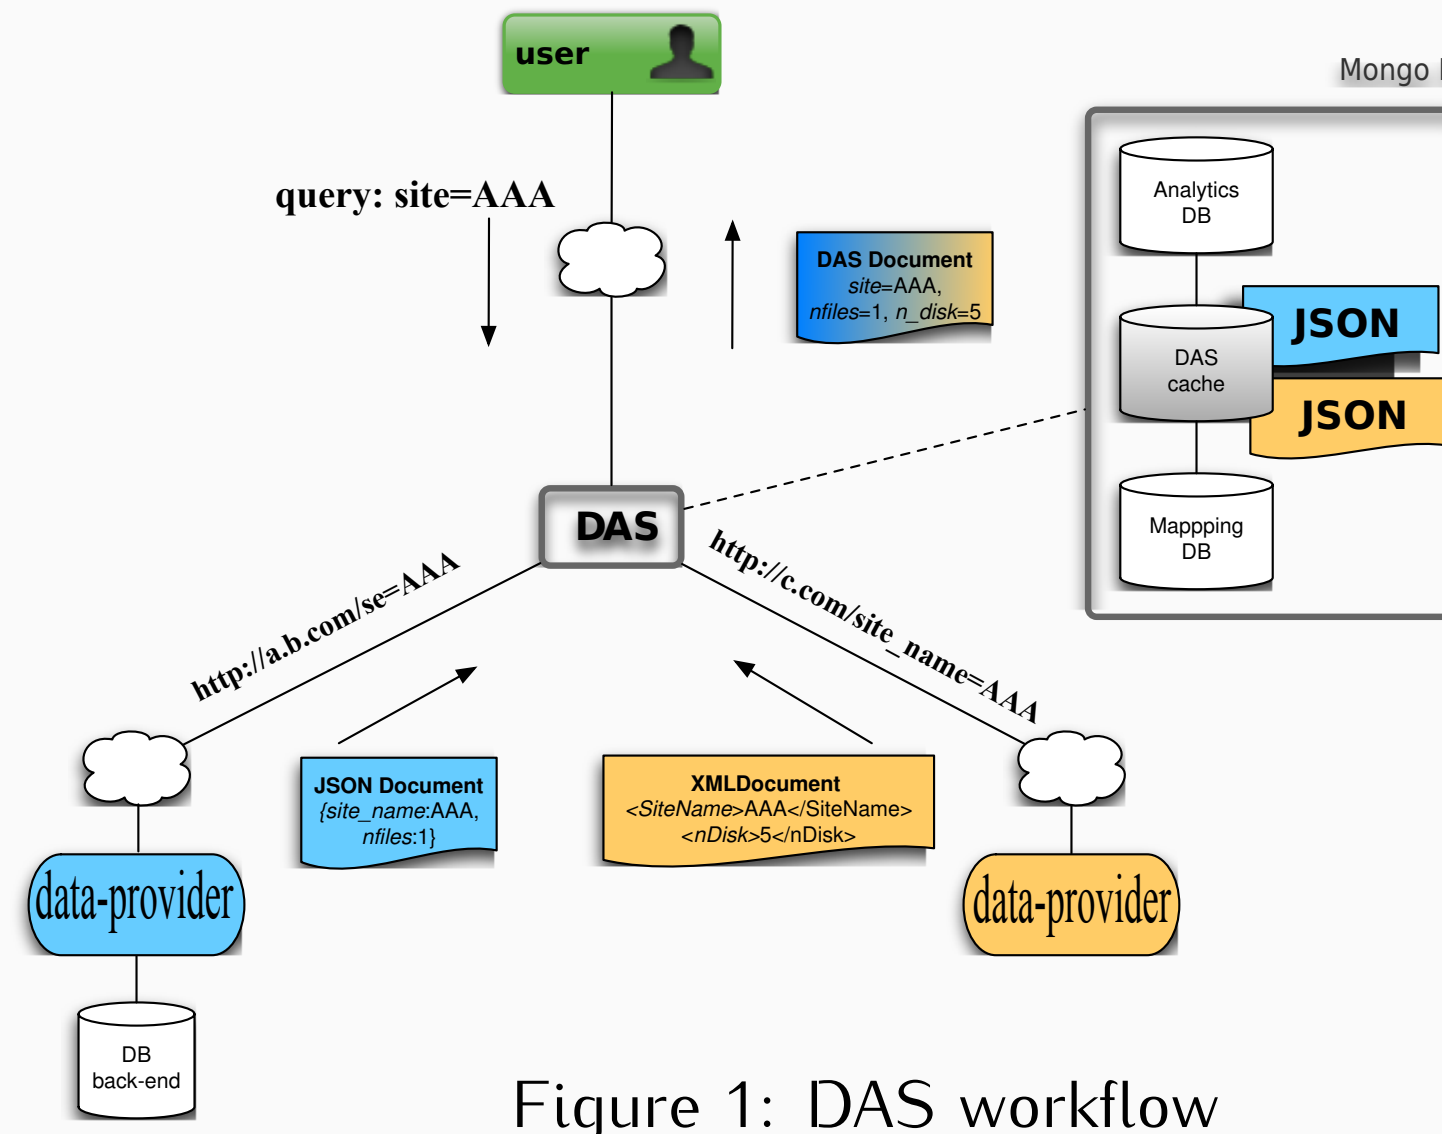 user
Mongo
query: site=AAA
Analytics
DB
DAS Document
site=AAA,
nfiles=1, n_disk=5
JSON
DAS
cache
JSON
Mappping
DB
DAS
http://a.b.com/se=AAA
http://c.com/site_name=AAA
JSON Document
{site_name:AAA,
nfiles:1}
XMLDocument
<SiteName>AAA</SiteName>
<nDisk>5</nDisk>
data-provider
data-provider
DB
back-end
Figure 1: DAS workflow